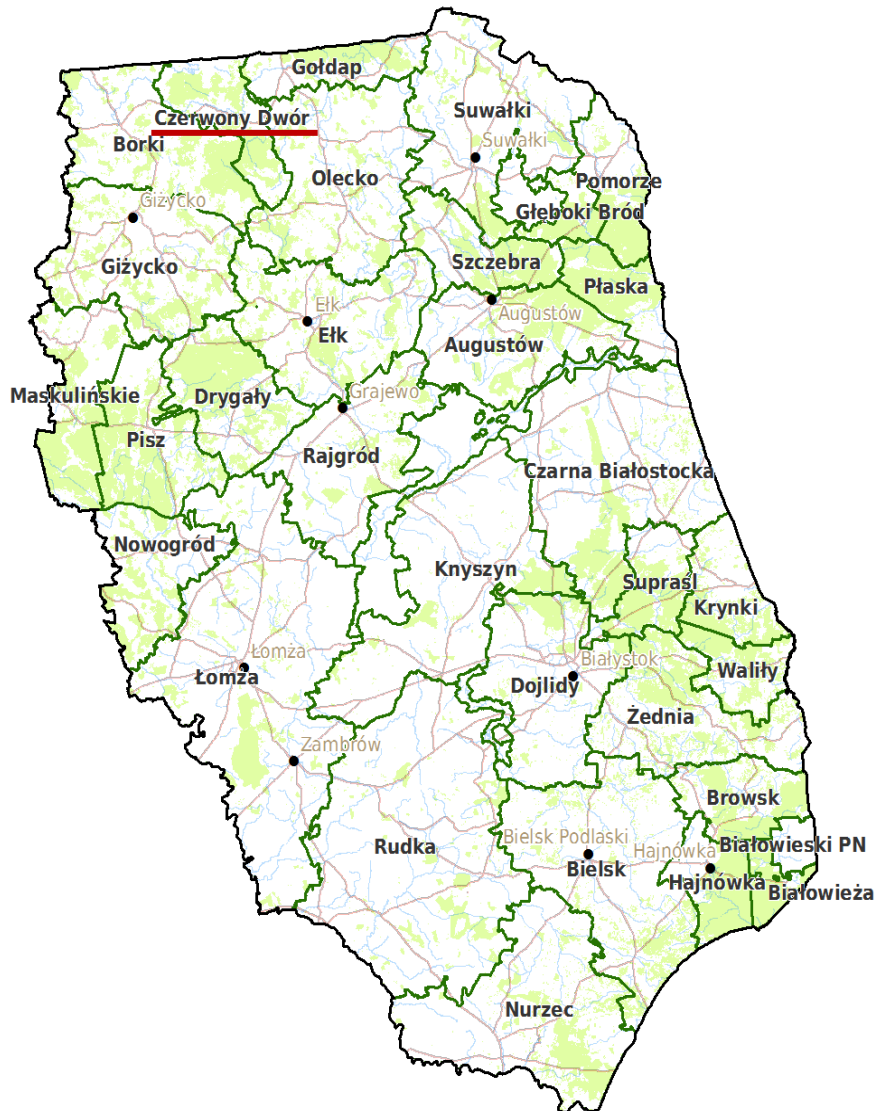 Gołdap
Suwałki
Czerwony Dwór
Borki
Suwałki
Olecko
Pomorze
Giżycko
Głęboki Bród
Giżycko
Szczebra
Płaska
Ełk
Augustów
Ełk
Augustów
Maskulińskie
Drygały
Grajewo
Pisz
Rajgród
Czarna Białostocka
Nowogród
Knyszyn
Supraśl
Krynki
Łomża
Białystok
Łomża
Dojlidy
Waliły
Żednia
Zambrów
Browsk
Rudka
Bielsk Podlaski
Hajnówka
Białowieski PN
Bielsk
Hajnówka
Białowieża
Nurzec